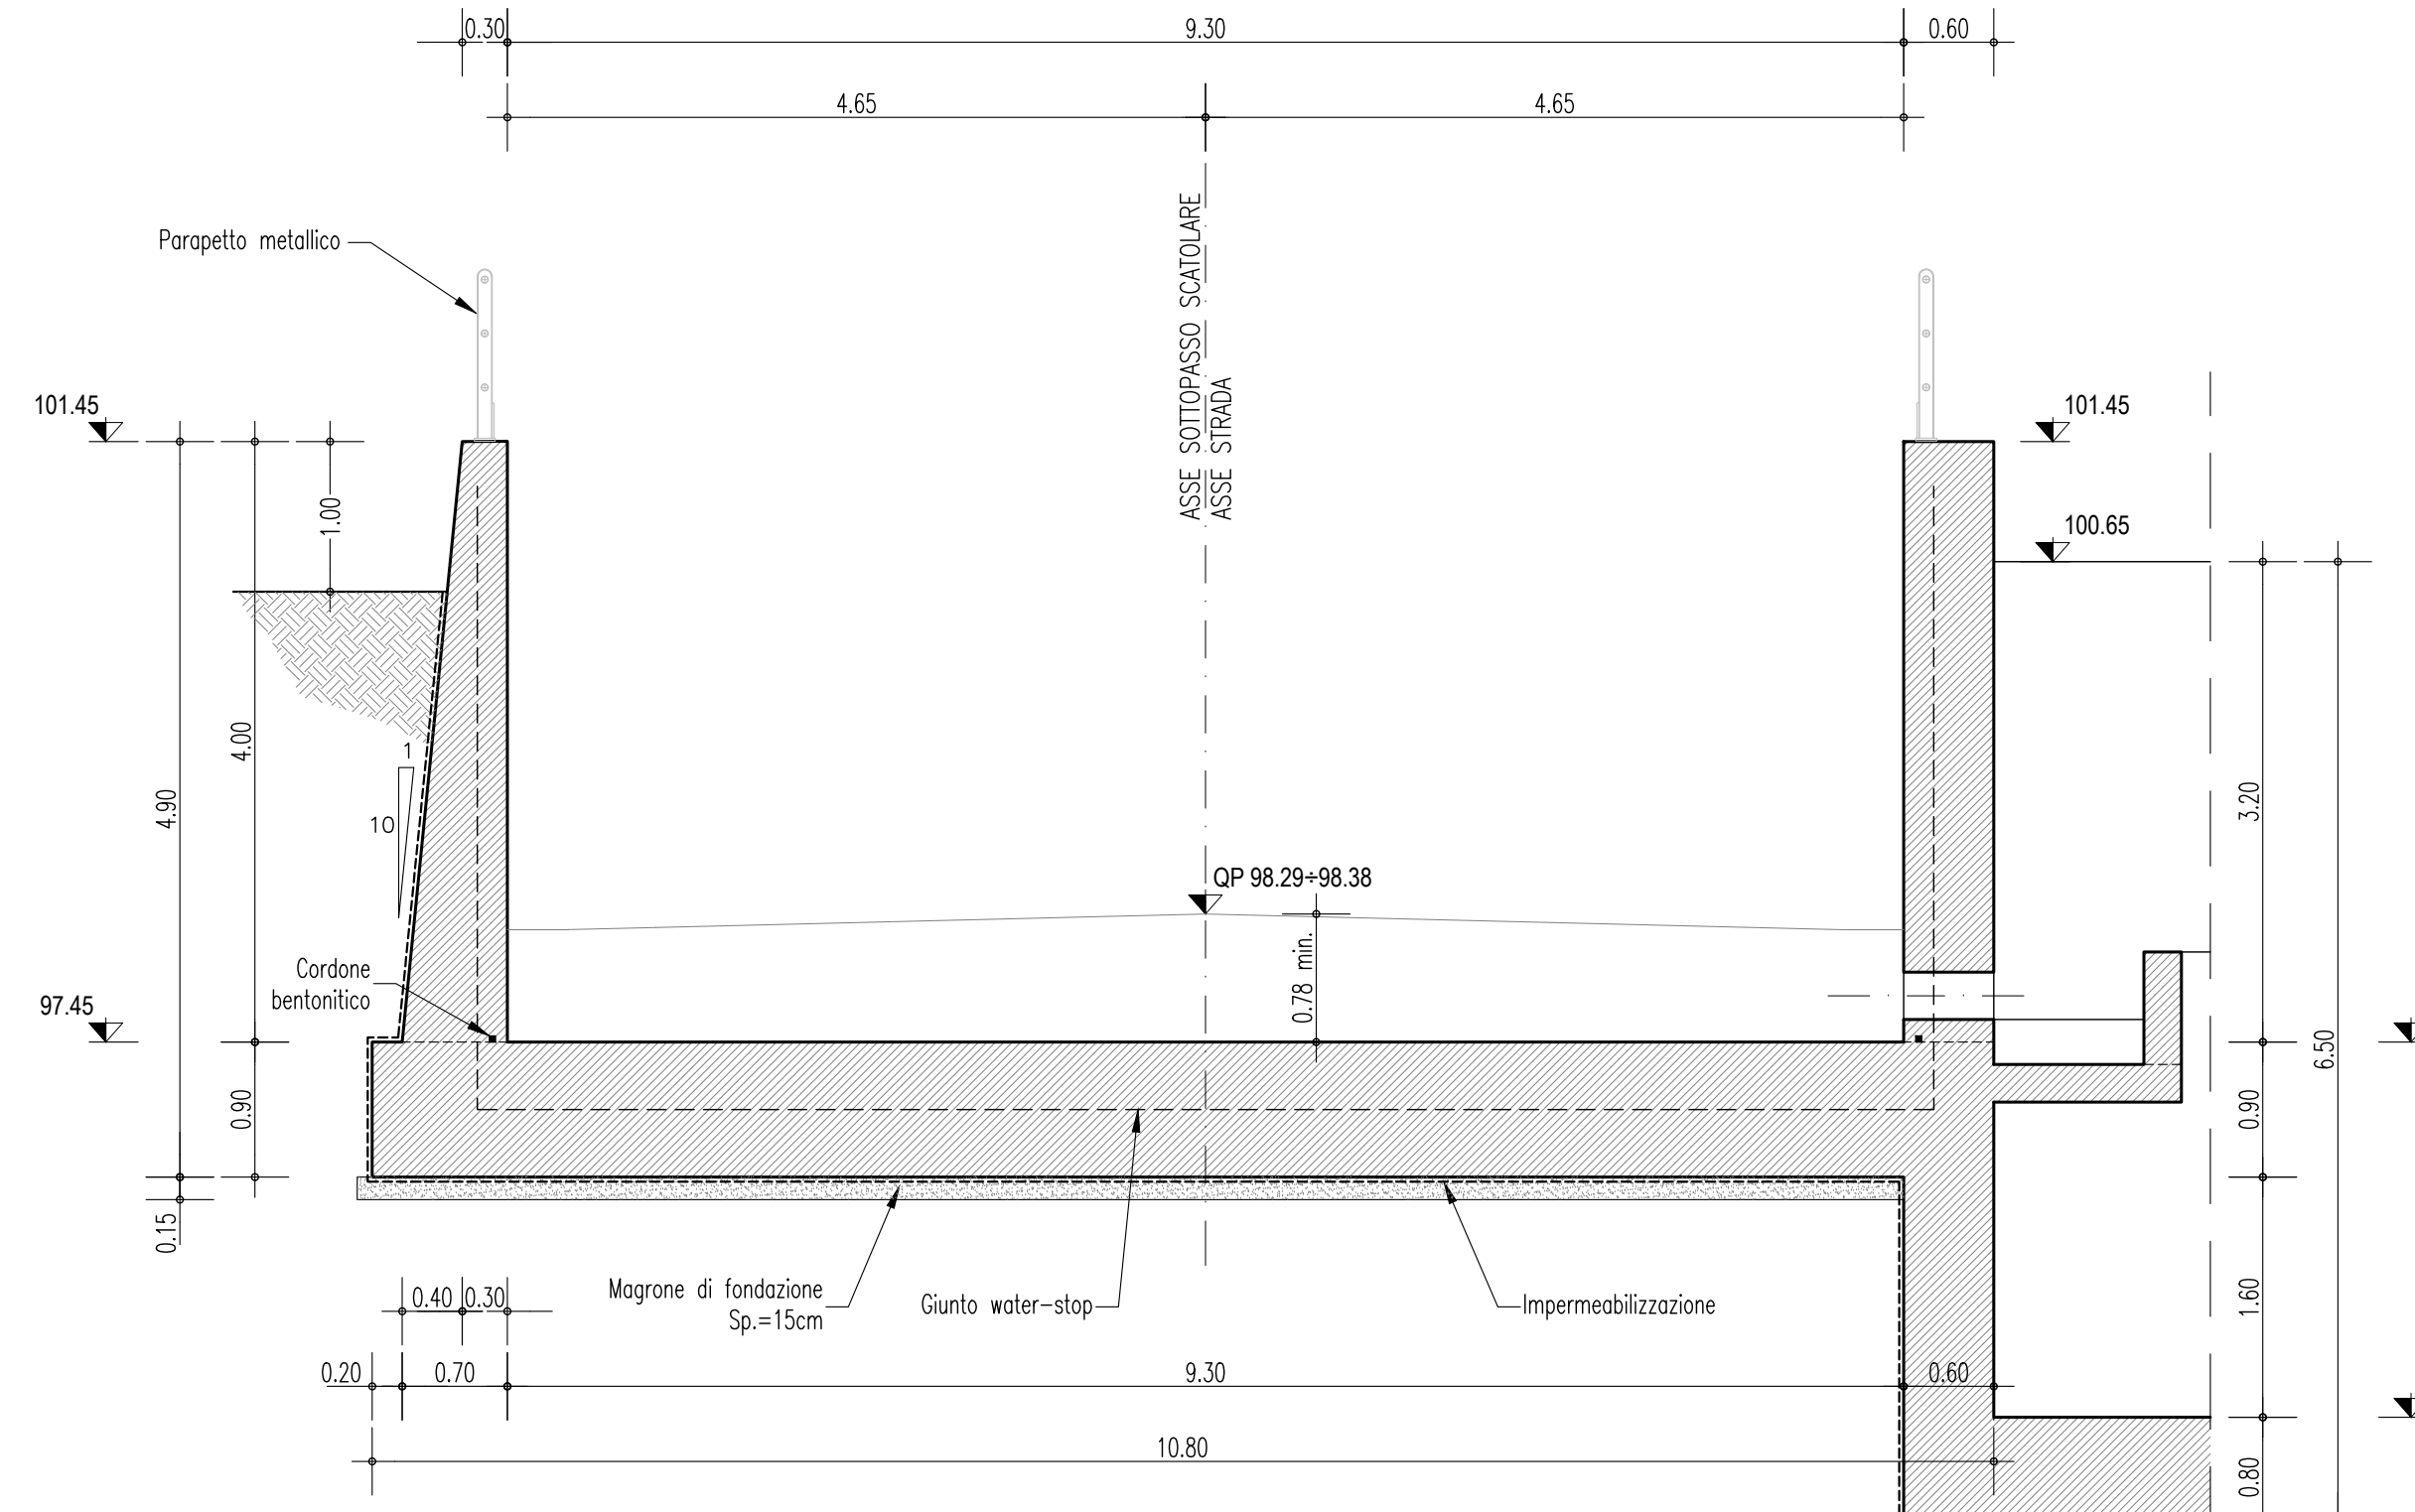 0.30
9.30
0.60
4.65
4.65
ASSE SOTTOPASSO SCATOLARE
ASSE STRADA
Parapetto metallico
101.45
101.45
1.00
100.65
4.00
1
10
4.90
3.20
QP 98.29÷98.38
0.78 min.
Cordone
bentonitico
97.45
6.50
0.90
0.90
0.15
0.40
0.30
Magrone di fondazione
Sp.=15cm
Giunto water-stop
Impermeabilizzazione
1.60
0.20
0.70
9.30
0.60
10.80
0.80